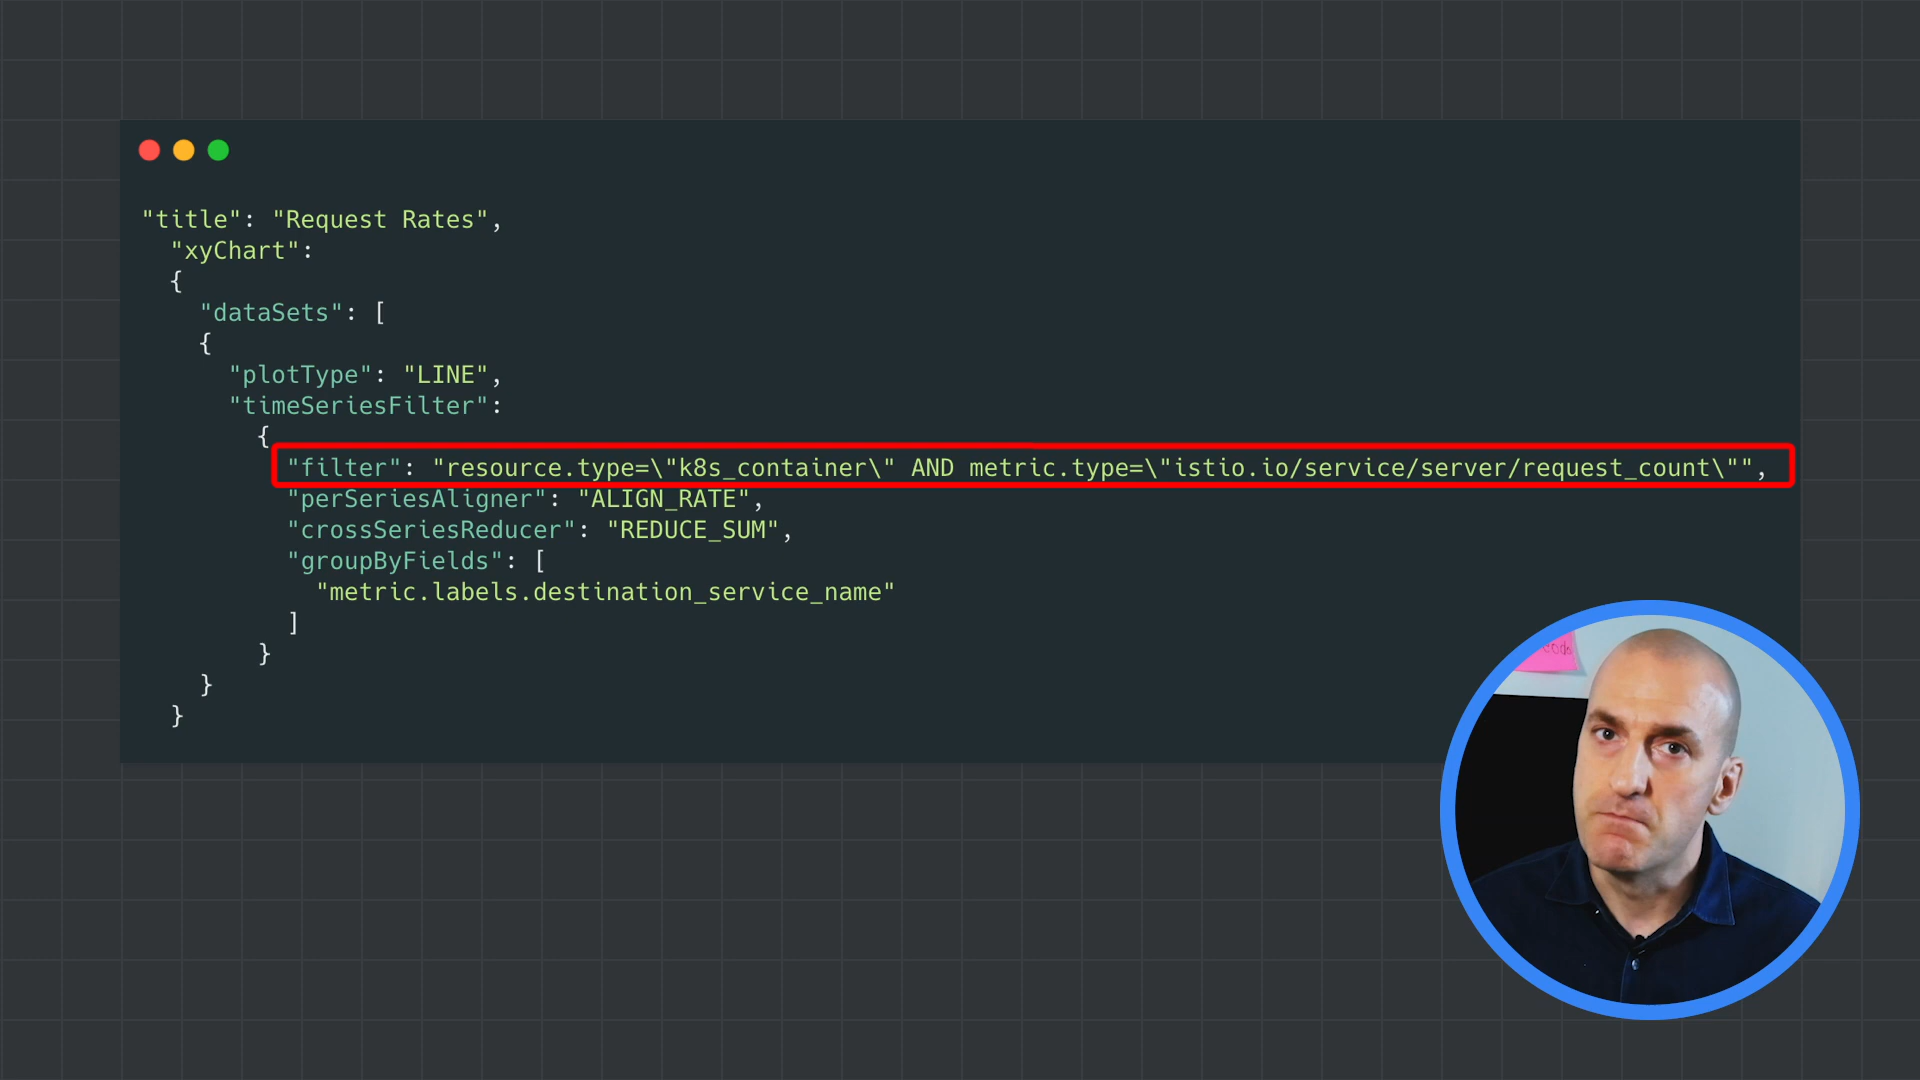 "title": "Request Rates",
"xyChart":
{
"dataSets": [
{
"plotType": "LINE",
"timeSeriesFilter":
{
"filter": "resource.type=\"k8s_container\" AND metric.type=\"istio.io/service/server/request_count\"",
"perSeriesAligner": "ALIGN_RATE",
"crossSeriesReducer": "REDUCE_SUM",
"groupByFields": [
"metric.labels.destination_service_name"
]
}
}
}